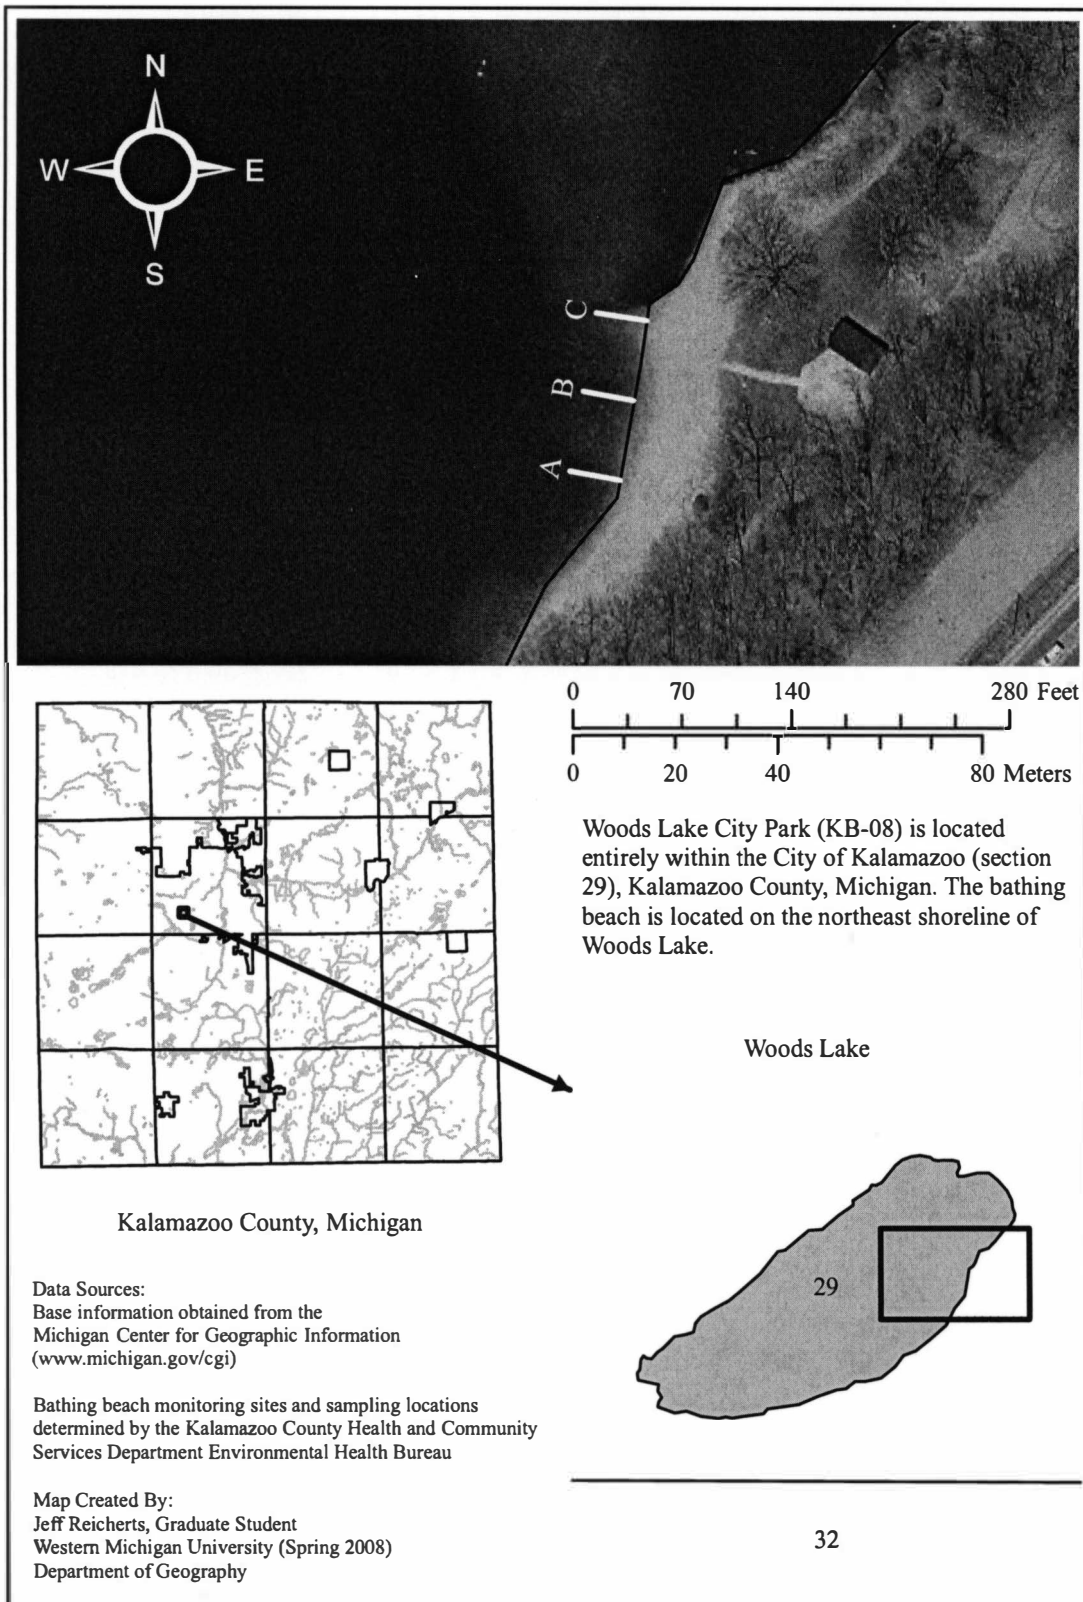 N
W E
S
C
B
A
0 70 140 280 Feet
0 20 40 80 Meters
Woods Lake City Park (KB-08) is located
entirely within the City of Kalamazoo (section
29), Kalamazoo County, Michigan. The bathing
beach is located on the northeast shoreline of
Woods Lake.
Woods Lake
29
Kalamazoo County, Michigan
Data Sources:
Base information obtained from the
Michigan Center for Geographic Information
(www.michigan.gov/cgi)
Bathing beach monitoring sites and sampling locations
determined by the Kalamazoo County Health and Community
Services Department Environmental Health Bureau
Map Created By:
Jeff Reicherts, Graduate Student
Western Michigan University (Spring 2008)
Department of Geography
32